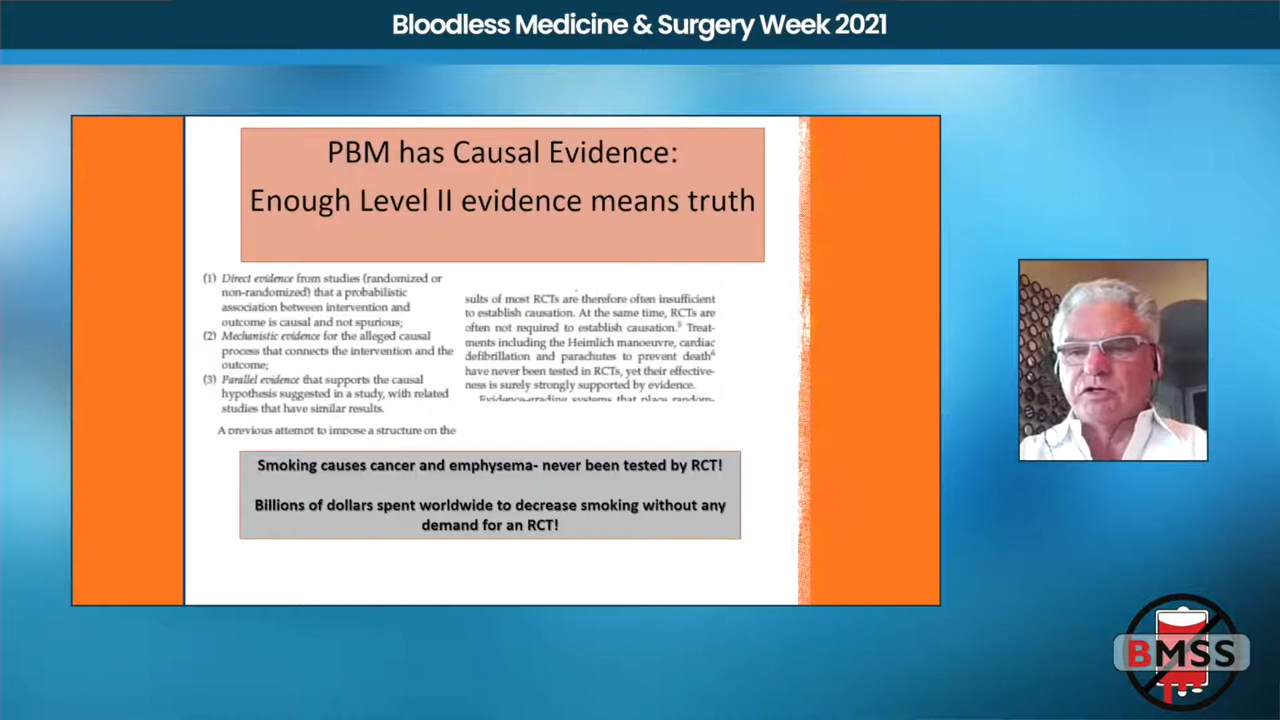 Bloodless Medicine & Surgery Week 2021
PBM has Causal Evidence:
Enough Level II evidence means truth
(1) Direct evidence from studies (randomized or
non-randomized) that a probabilistic
association between intervention and
outcome is causal and not spurious;
(2) Mechanistic evidence for the alleged causal
process that connects the intervention and the
outcome;
(3) Parallel evidence that supports the causal
hypothesis suggested in a study, with related
studies that have similar results.
A previous attempt to impose a structure on the
sults of most RCTs are therefore often insufficient
to establish causation. At the same time, RCTs are
often not required to establish causation.5 Treat-
ments including the Heimlich manoeuvre, cardiac
defibrillation and parachutes to prevent death6
have never been tested in RCTs, yet their effective-
ness is surely strongly supported by evidence.
Evidence-grading systems that place random-
Smoking causes cancer and emphysema- never been tested by RCT!
Billions of dollars spent worldwide to decrease smoking without any
demand for an RCT!
BMSS